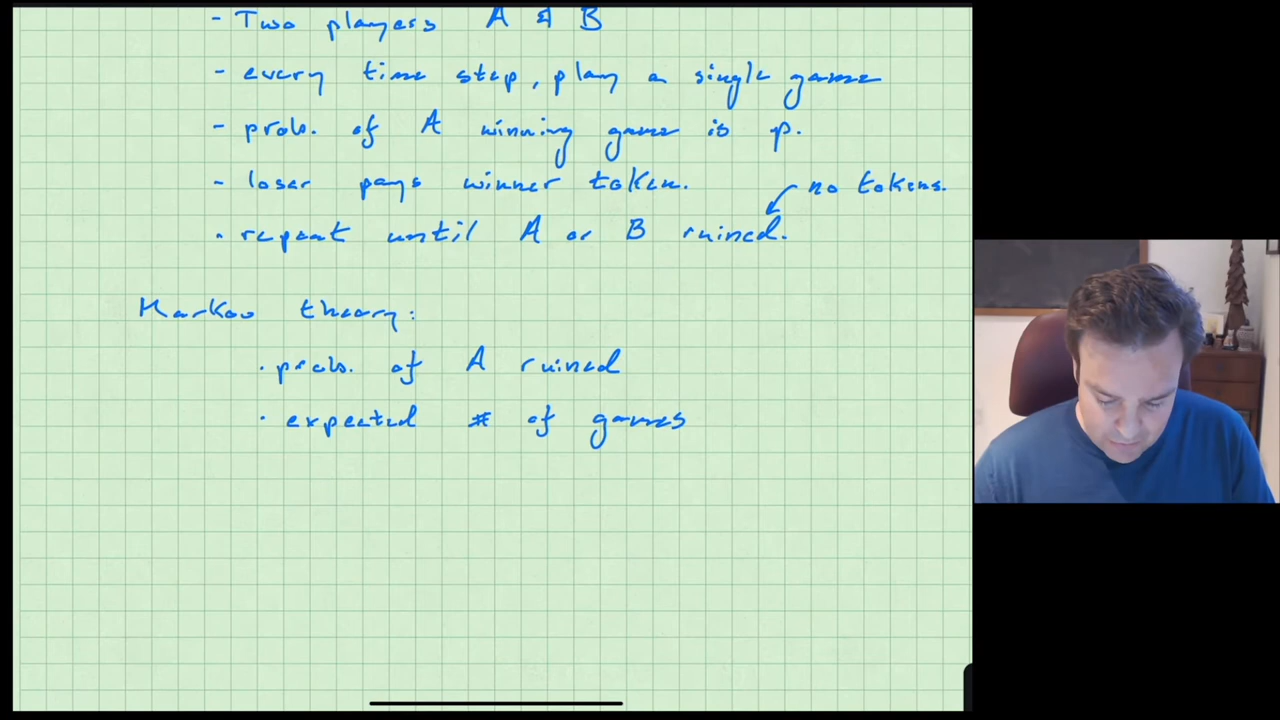 - Two players A & B
- every time step, play a single game
- prob. of A winning game is p.
- loser pays winner token.
no tokens.
- repeat until A or B ruined.
Markov theory:
· prob. of A ruined
· expected # of games